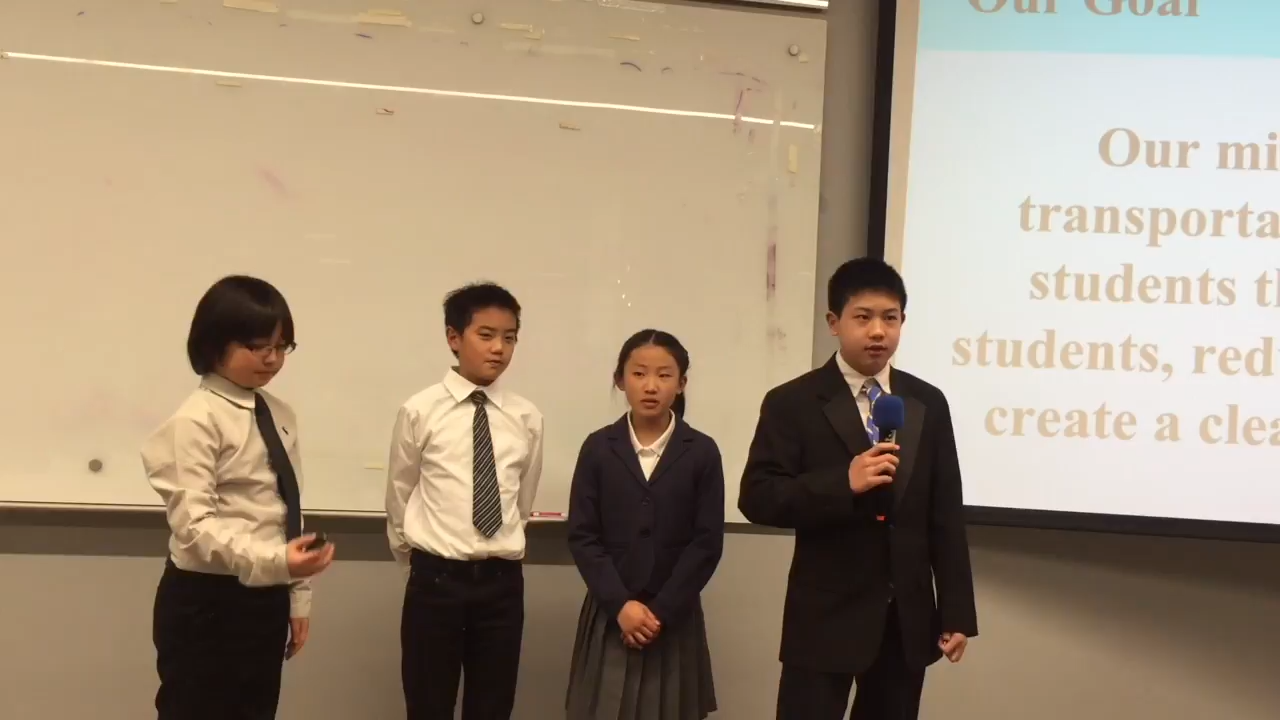 Our Goal
Our mi
transporta
students th
students, red
create a clea